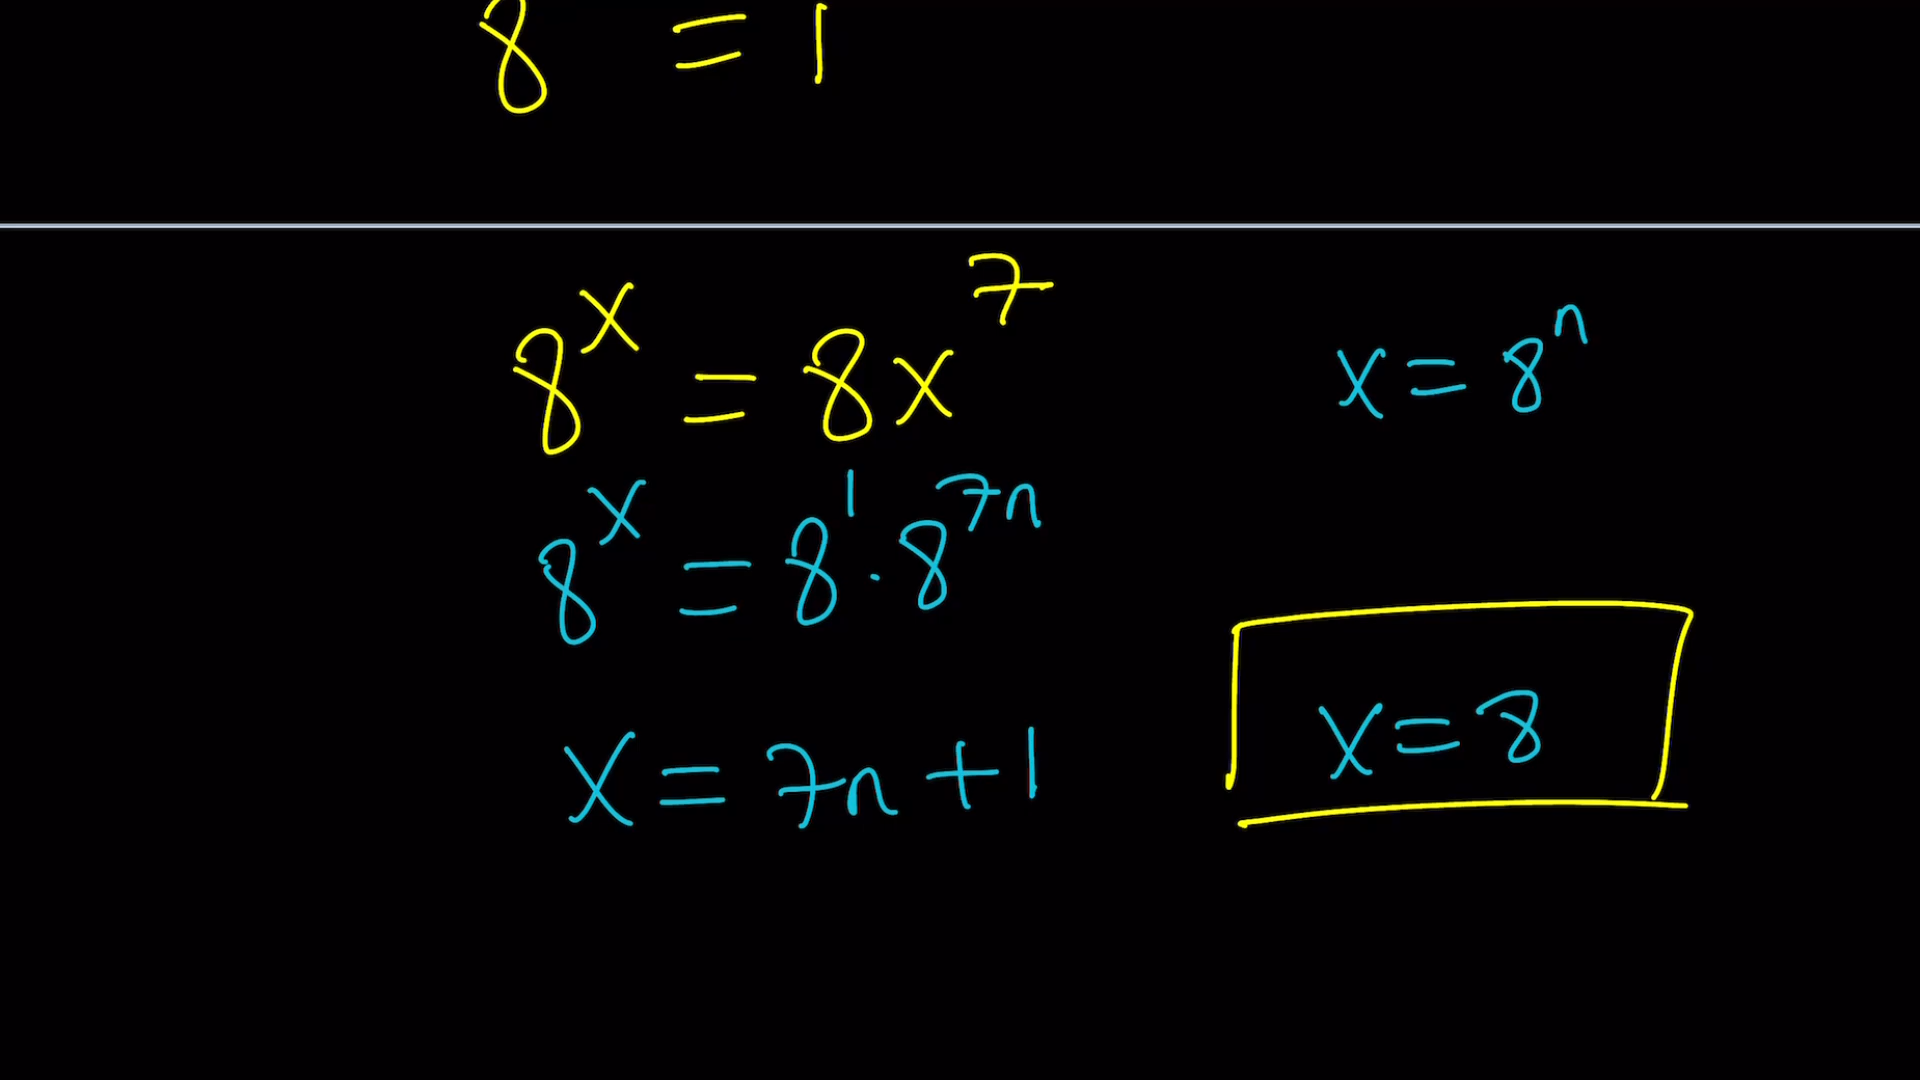 8 = 1
8^x = 8x^7
x = 8^n
8^x = 8^1 · 8^{7n}
x = 7n + 1
x = 8